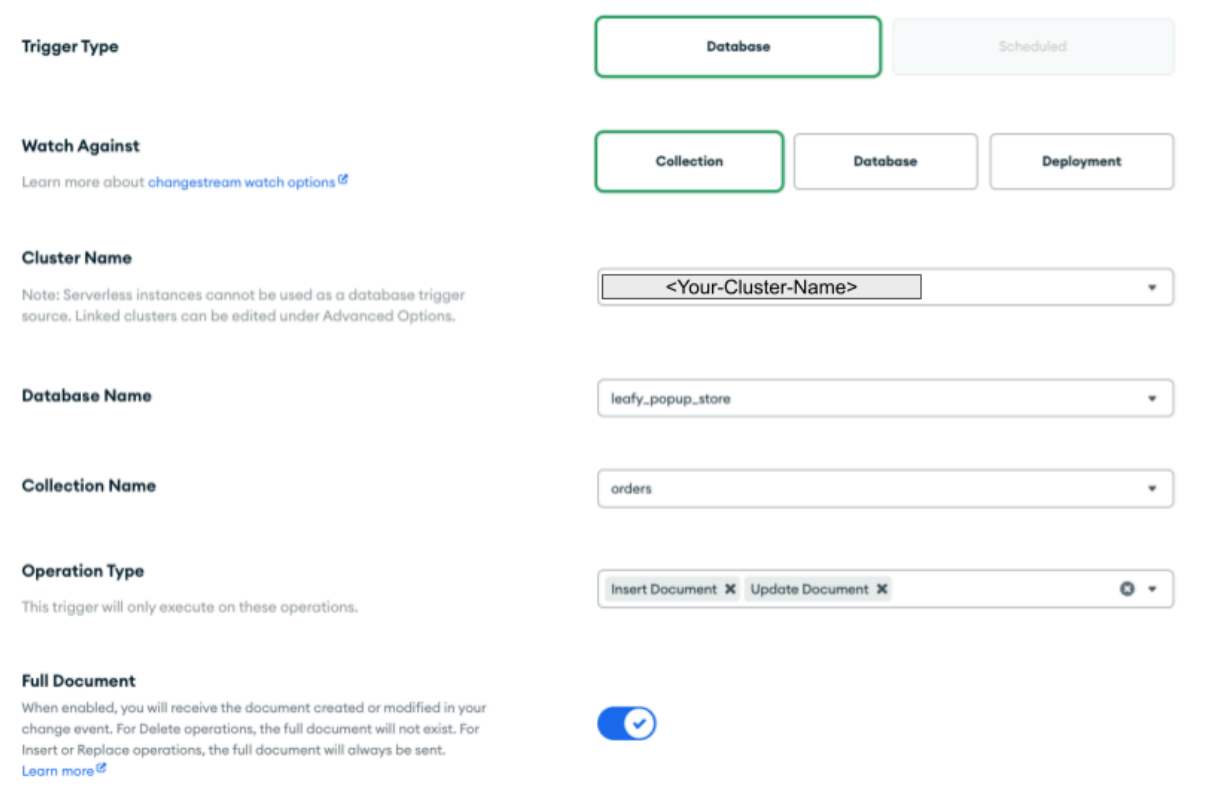 Trigger Type
Database
Scheduled
Watch Against
Learn more about changestream watch options
Collection
Database
Deployment
Cluster Name
Note: Serverless instances cannot be used as a database trigger
source. Linked clusters can be edited under Advanced Options.
<Your-Cluster-Name>
Database Name
leafy_popup_store
Collection Name
orders
Operation Type
This trigger will only execute on these operations.
Insert Document
Update Document
Full Document
When enabled, you will receive the document created or modified in your
change event. For Delete operations, the full document will not exist. For
Insert or Replace operations, the full document will always be sent.
Learn more